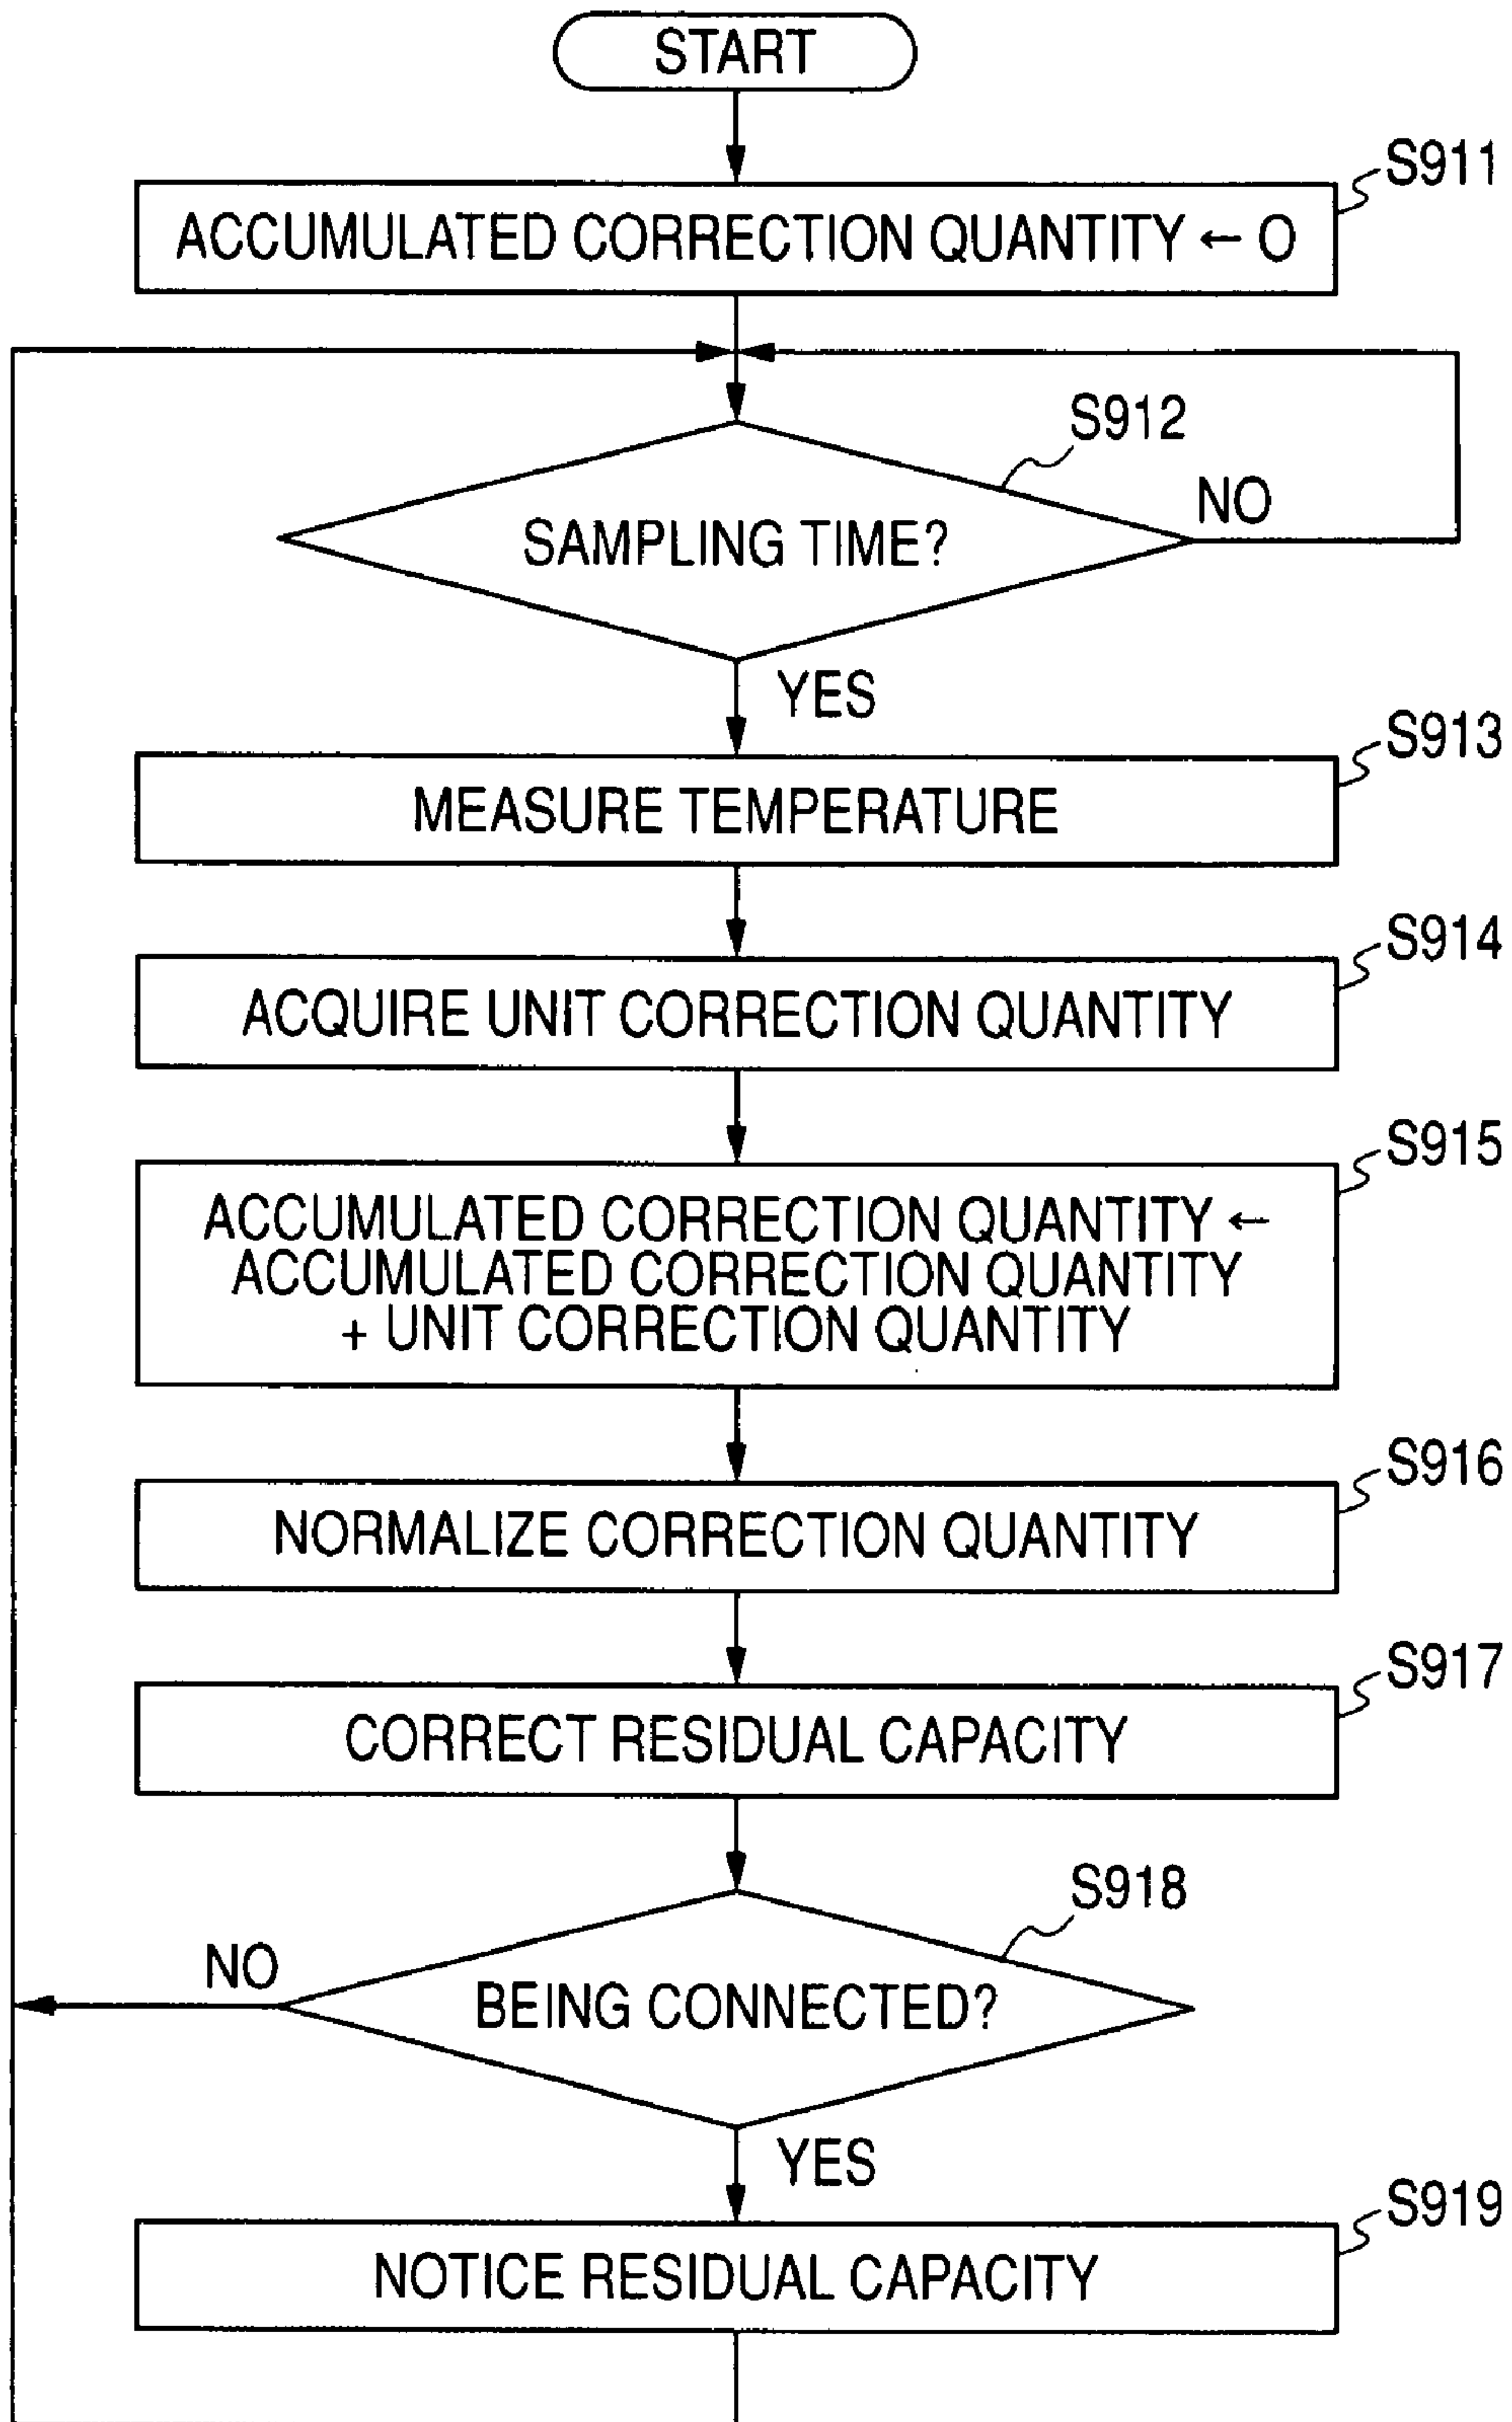 START
S911
ACCUMULATED CORRECTION QUANTITY ← 0
S912
SAMPLING TIME?
NO
YES
S913
MEASURE TEMPERATURE
S914
ACQUIRE UNIT CORRECTION QUANTITY
S915
ACCUMULATED CORRECTION QUANTITY ←
ACCUMULATED CORRECTION QUANTITY
+ UNIT CORRECTION QUANTITY
S916
NORMALIZE CORRECTION QUANTITY
S917
CORRECT RESIDUAL CAPACITY
S918
NO
BEING CONNECTED?
YES
S919
NOTICE RESIDUAL CAPACITY